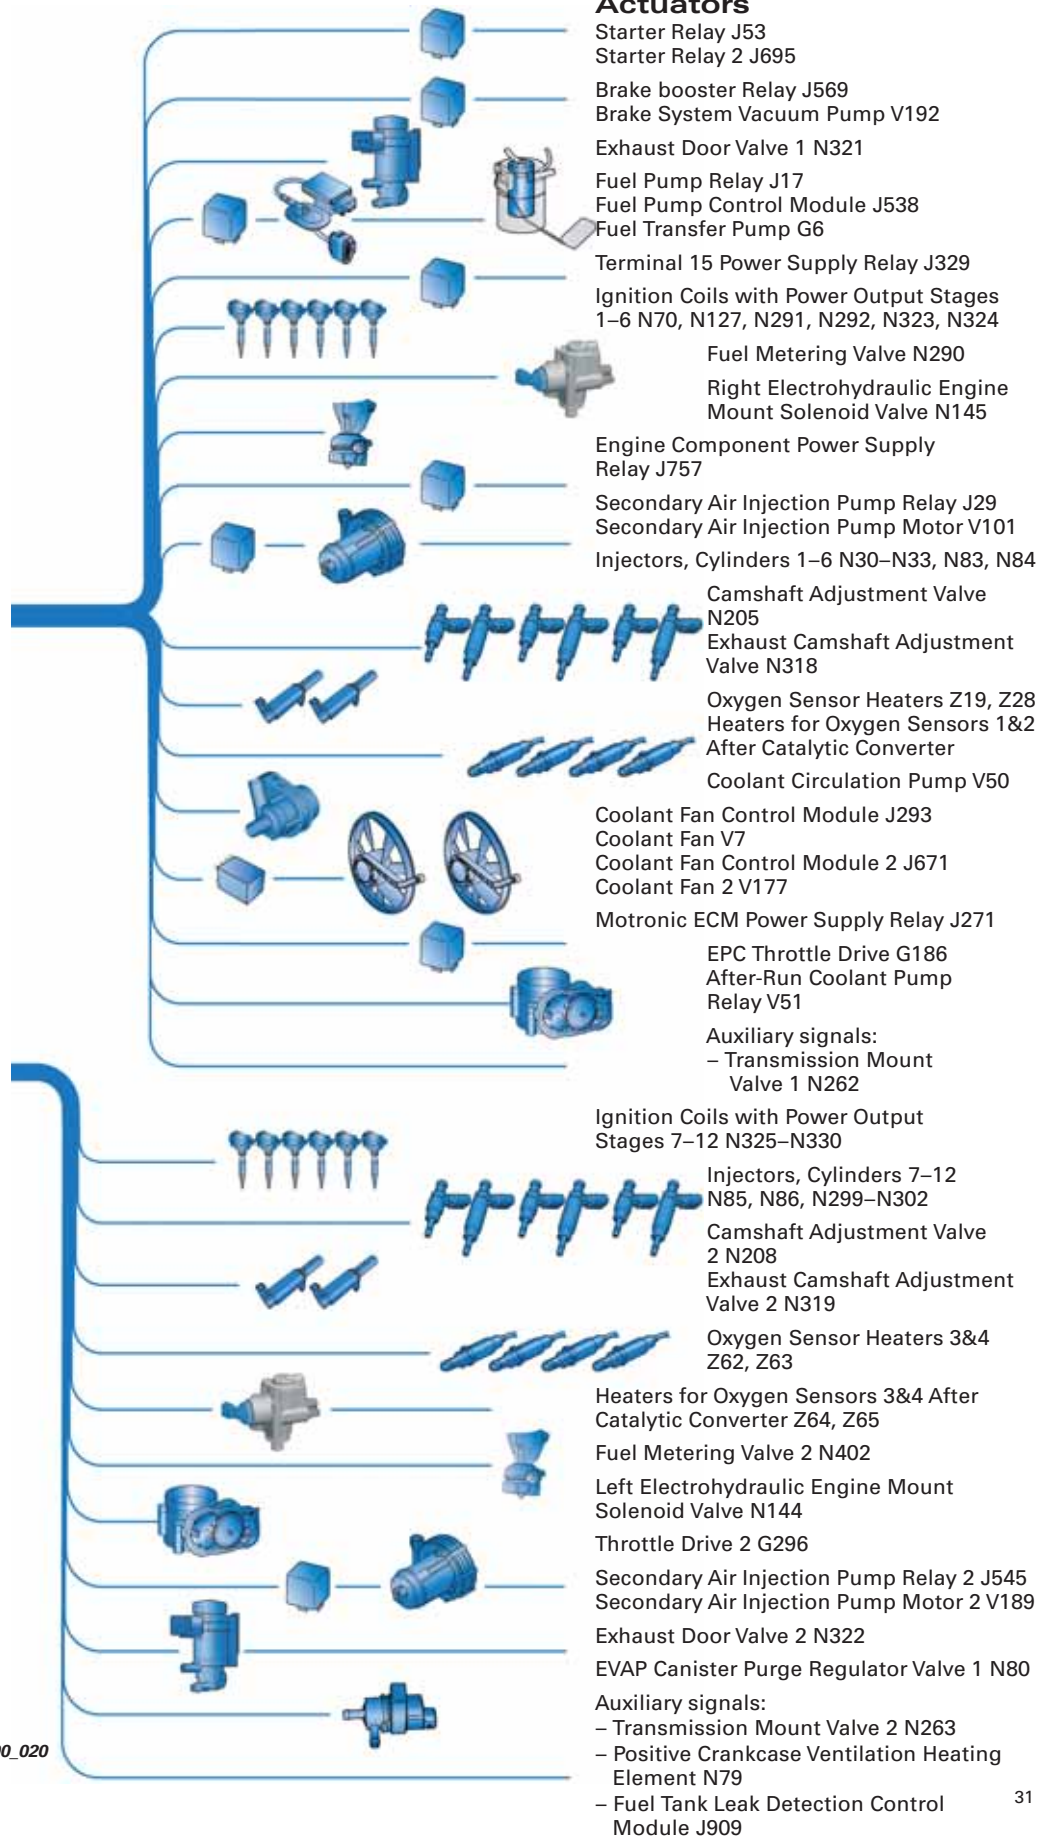 Actuators
Starter Relay J53
Starter Relay 2 J695
Brake booster Relay J569
Brake System Vacuum Pump V192
Exhaust Door Valve 1 N321
Fuel Pump Relay J17
Fuel Pump Control Module J538
Fuel Transfer Pump G6
Terminal 15 Power Supply Relay J329
Ignition Coils with Power Output Stages
1–6 N70, N127, N291, N292, N323, N324
Fuel Metering Valve N290
Right Electrohydraulic Engine
Mount Solenoid Valve N145
Engine Component Power Supply
Relay J757
Secondary Air Injection Pump Relay J29
Secondary Air Injection Pump Motor V101
Injectors, Cylinders 1–6 N30–N33, N83, N84
Camshaft Adjustment Valve
N205
Exhaust Camshaft Adjustment
Valve N318
Oxygen Sensor Heaters Z19, Z28
Heaters for Oxygen Sensors 1&2
After Catalytic Converter
Coolant Circulation Pump V50
Coolant Fan Control Module J293
Coolant Fan V7
Coolant Fan Control Module 2 J671
Coolant Fan 2 V177
Motronic ECM Power Supply Relay J271
EPC Throttle Drive G186
After-Run Coolant Pump
Relay V51
Auxiliary signals:
– Transmission Mount
Valve 1 N262
Ignition Coils with Power Output
Stages 7–12 N325–N330
Injectors, Cylinders 7–12
N85, N86, N299–N302
Camshaft Adjustment Valve
2 N208
Exhaust Camshaft Adjustment
Valve 2 N319
Oxygen Sensor Heaters 3&4
Z62, Z63
Heaters for Oxygen Sensors 3&4 After
Catalytic Converter Z64, Z65
Fuel Metering Valve 2 N402
Left Electrohydraulic Engine Mount
Solenoid Valve N144
Throttle Drive 2 G296
Secondary Air Injection Pump Relay 2 J545
Secondary Air Injection Pump Motor 2 V189
Exhaust Door Valve 2 N322
EVAP Canister Purge Regulator Valve 1 N80
Auxiliary signals:
– Transmission Mount Valve 2 N263
– Positive Crankcase Ventilation Heating
Element N79
– Fuel Tank Leak Detection Control
Module J909
0_020
31